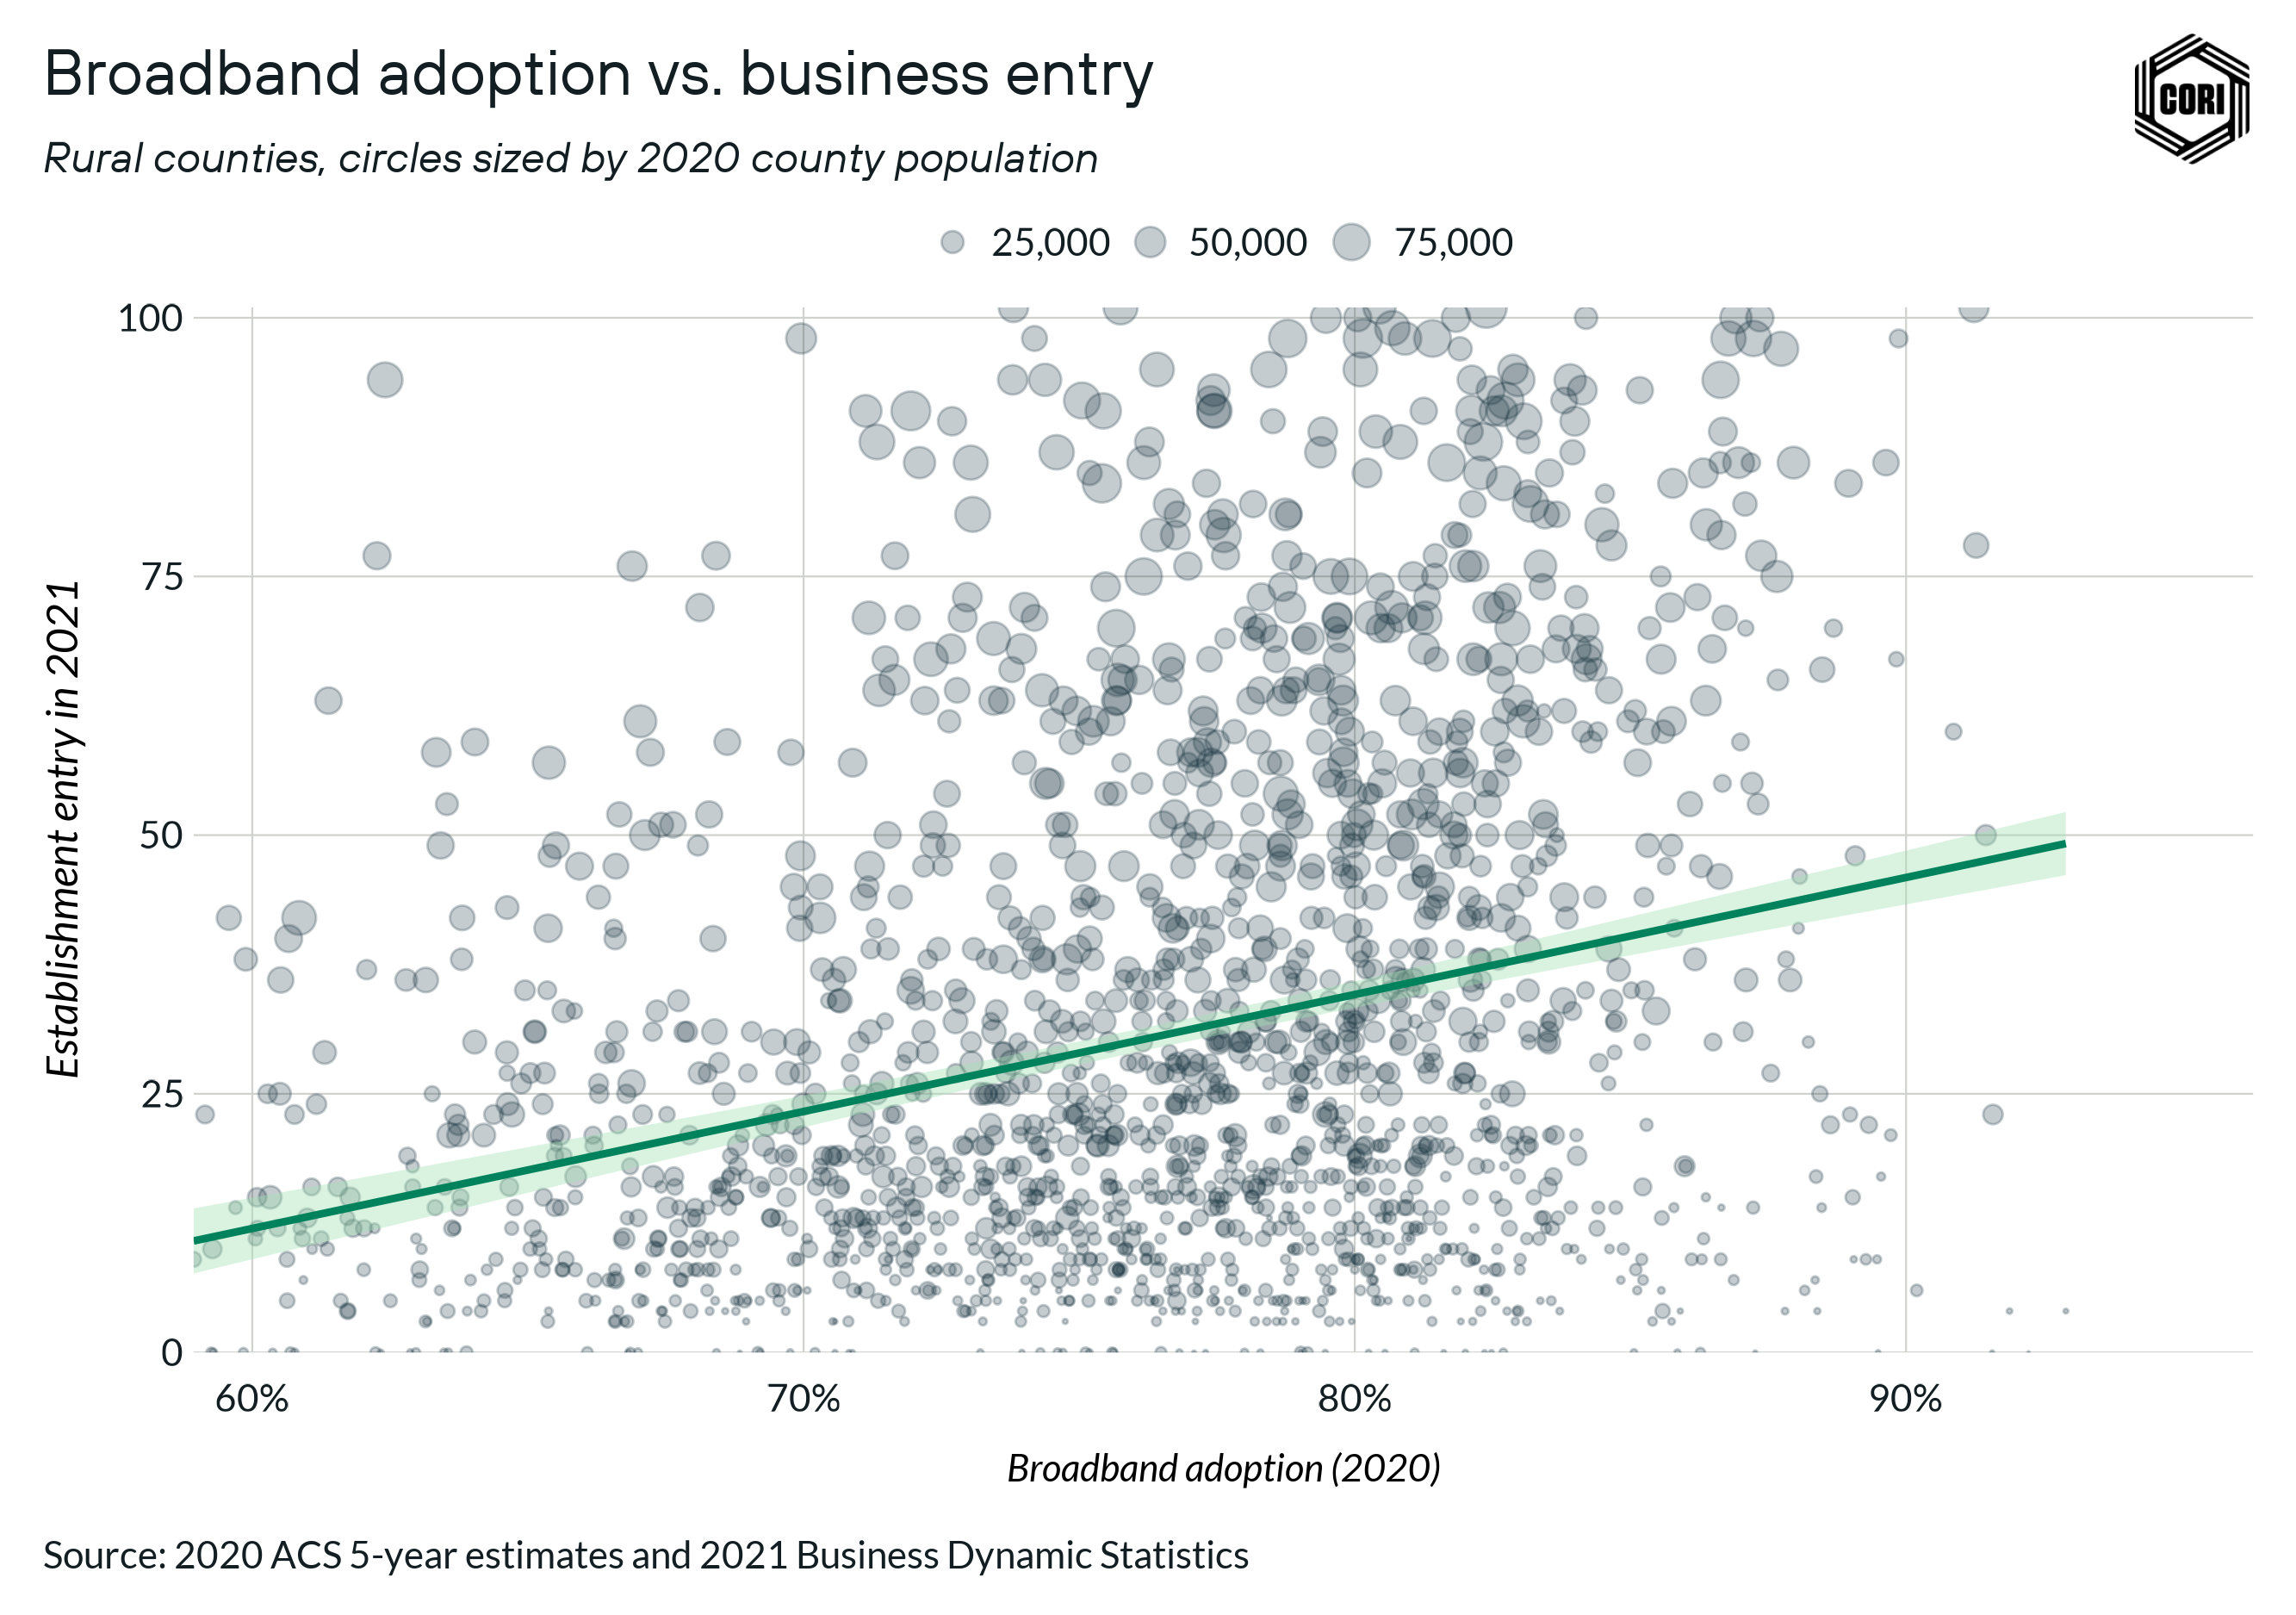 Broadband adoption vs. business entry
CORI
Rural counties, circles sized by 2020 county population
25,000 50,000 75,000
100
75
50
25
0
Establishment entry in 2021
60% 70% 80% 90%
Broadband adoption (2020)
Source: 2020 ACS 5-year estimates and 2021 Business Dynamic Statistics